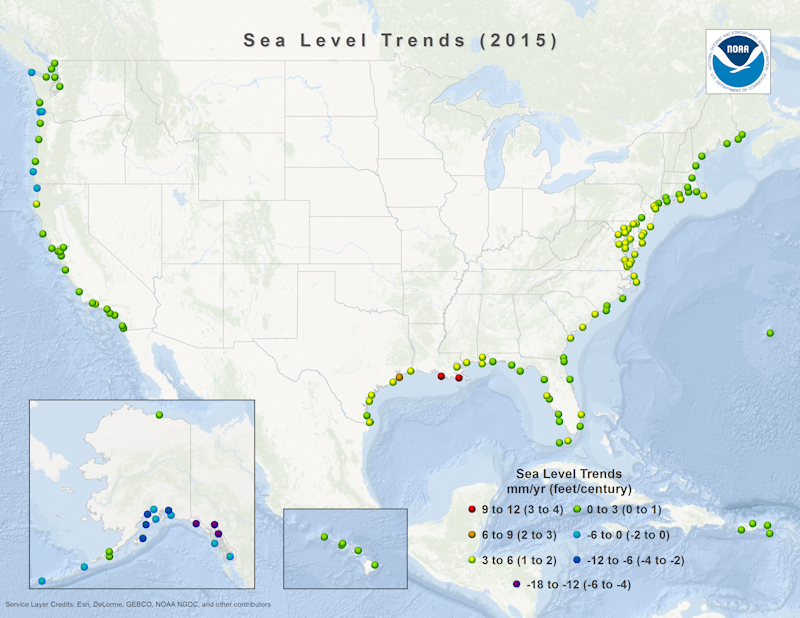 Sea Level Trends (2015)
NOAA
Sea Level Trends
mm/yr (feet/century)
9 to 12 (3 to 4)
0 to 3 (0 to 1)
6 to 9 (2 to 3)
-6 to 0 (-2 to 0)
3 to 6 (1 to 2)
-12 to -6 (-4 to -2)
-18 to -12 (-6 to -4)
Service Layer Credits: Esri, DeLorme, GEBCO, NOAA NGDC, and other contributors